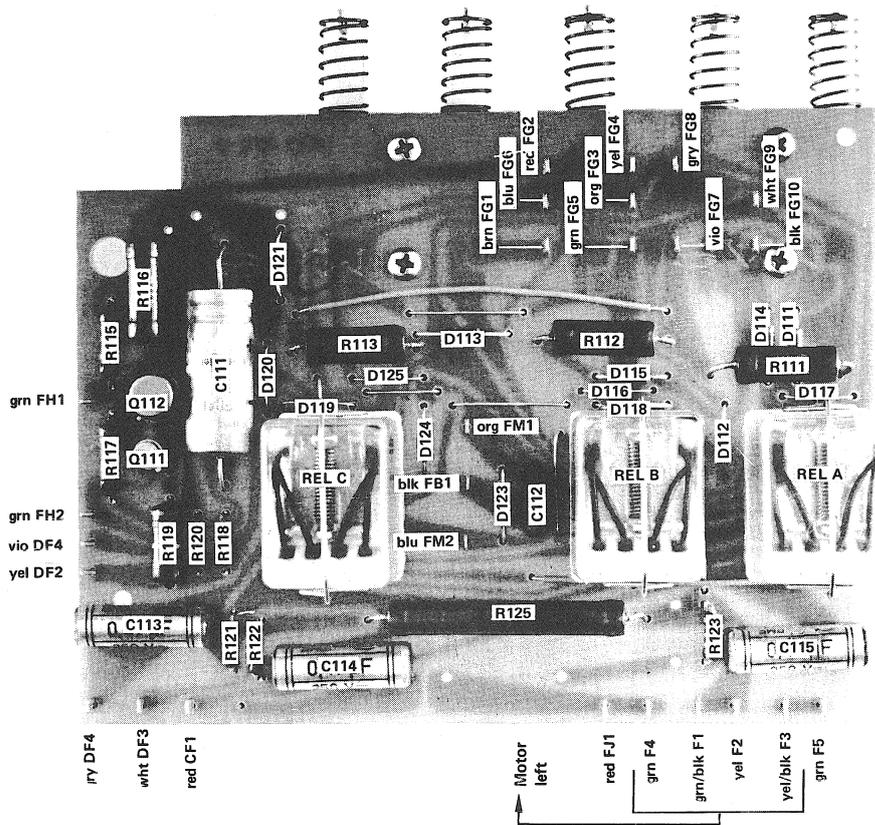 red FG2
yel FG4
gry FG8
blu FG6
org FG3
wht FG9
brn FG1
grn FG5
vio FG7
blk FG10
D121
R116
R115
C111
D120
R113
D113
R112
D114
D111
R111
D125
D115
D116
D117
D119
D118
grn FH1
Q112
D124
org FM1
D112
R117
Q111
REL C
blk FB1
D123
C112
REL B
REL A
grn FH2
vio DF4
yel DF2
R119
R120
R118
blu FM2
C113
R121
R122
C114
R125
R123
C115
ry DF4
wht DF3
red CF1
Motor
left
red FJ1
grn F4
grn/blk F1
yel F2
yel/blk F3
grn F5